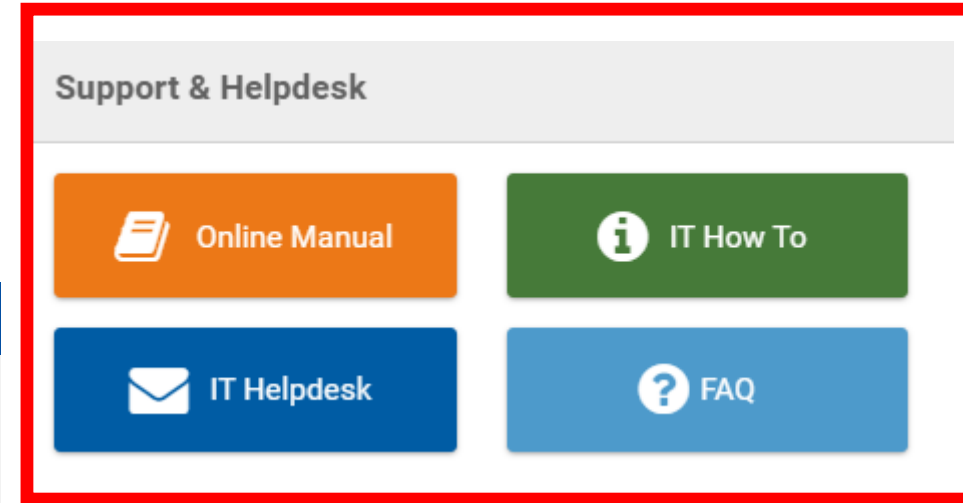 Support & Helpdesk
Online Manual
IT How To
IT Helpdesk
FAQ